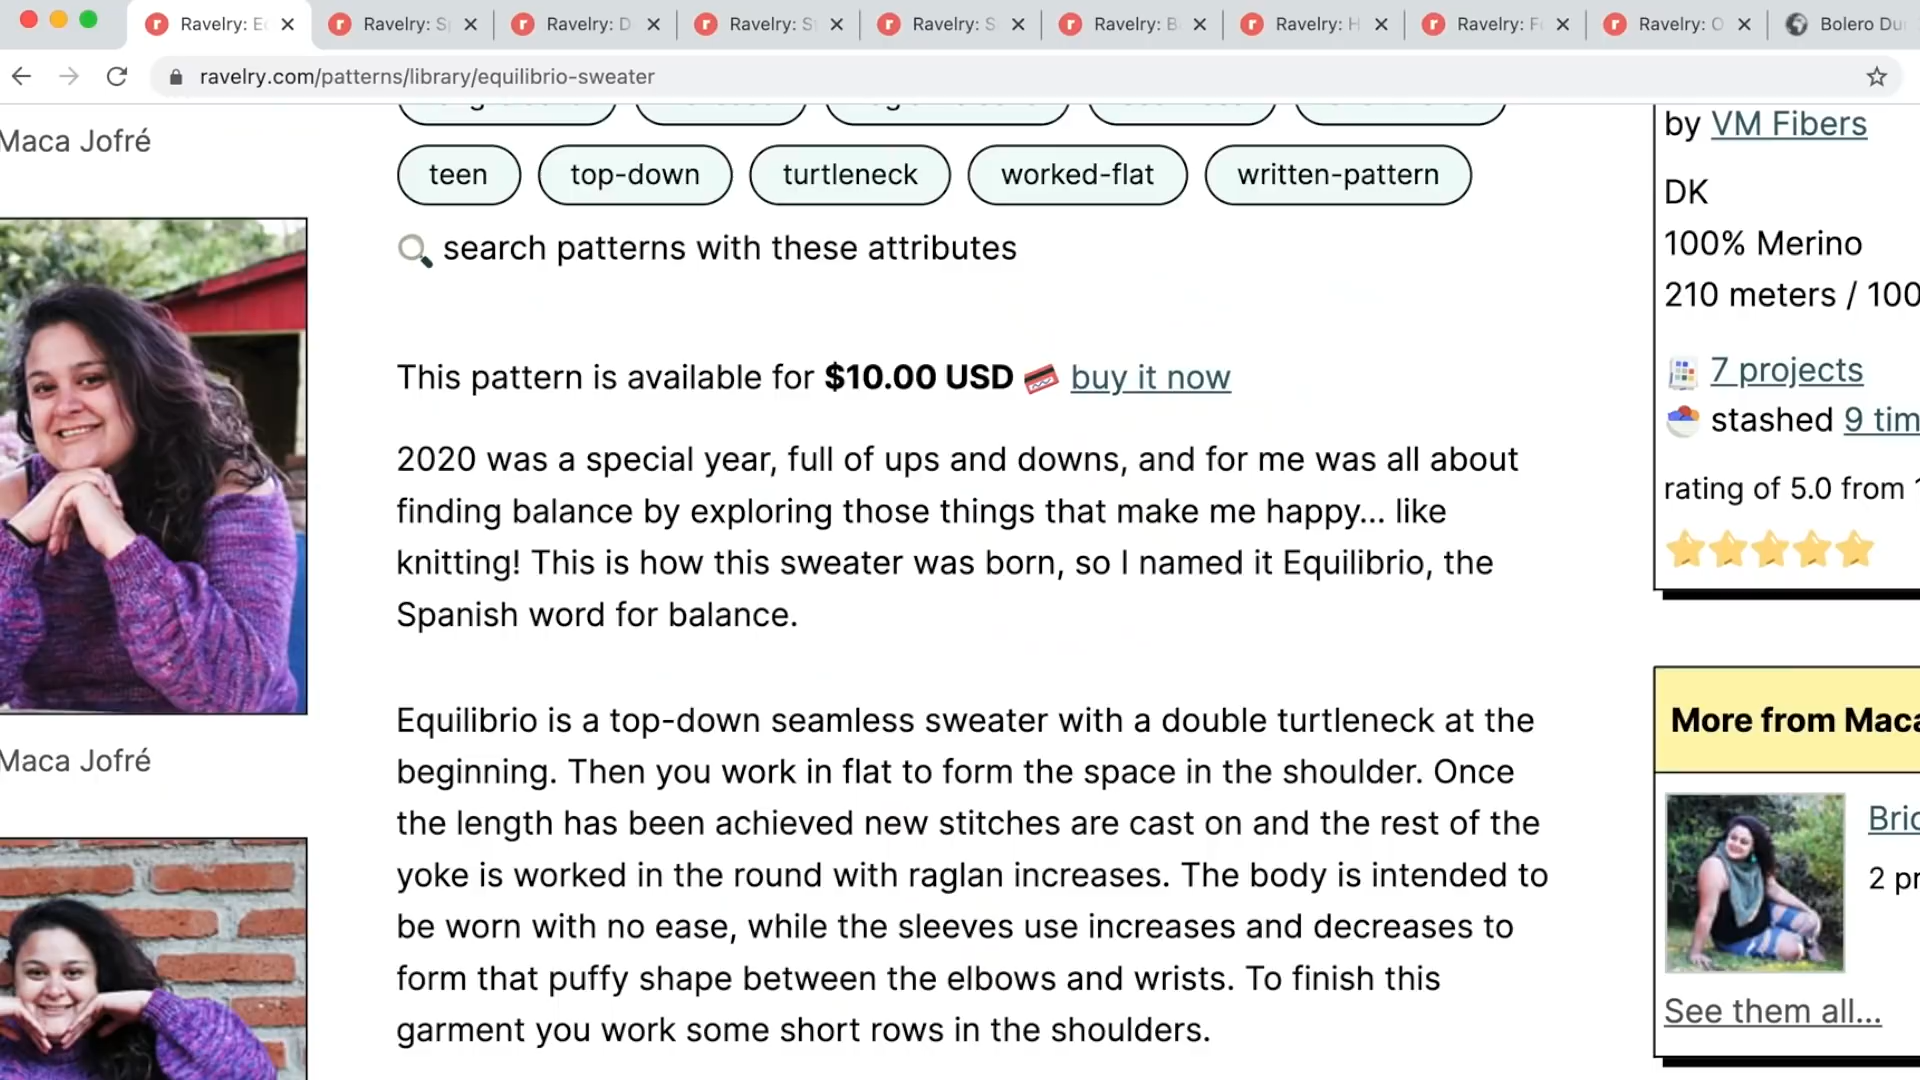 Ravelry: E
Ravelry: S
Ravelry: D
Ravelry: S
Ravelry: S
Ravelry: B
Ravelry: H
Ravelry: F
Ravelry: O
Bolero Du
ravelry.com/patterns/library/equilibrio-sweater
Maca Jofré
teen
top-down
turtleneck
worked-flat
written-pattern
search patterns with these attributes
This pattern is available for $10.00 USD buy it now
2020 was a special year, full of ups and downs, and for me was all about
finding balance by exploring those things that make me happy... like
knitting! This is how this sweater was born, so I named it Equilibrio, the
Spanish word for balance.
Equilibrio is a top-down seamless sweater with a double turtleneck at the
beginning. Then you work in flat to form the space in the shoulder. Once
the length has been achieved new stitches are cast on and the rest of the
yoke is worked in the round with raglan increases. The body is intended to
be worn with no ease, while the sleeves use increases and decreases to
form that puffy shape between the elbows and wrists. To finish this
garment you work some short rows in the shoulders.
Maca Jofré
by VM Fibers
DK
100% Merino
210 meters / 100
7 projects
stashed 9 tim
rating of 5.0 from
More from Maca
Bric
2 pr
See them all...